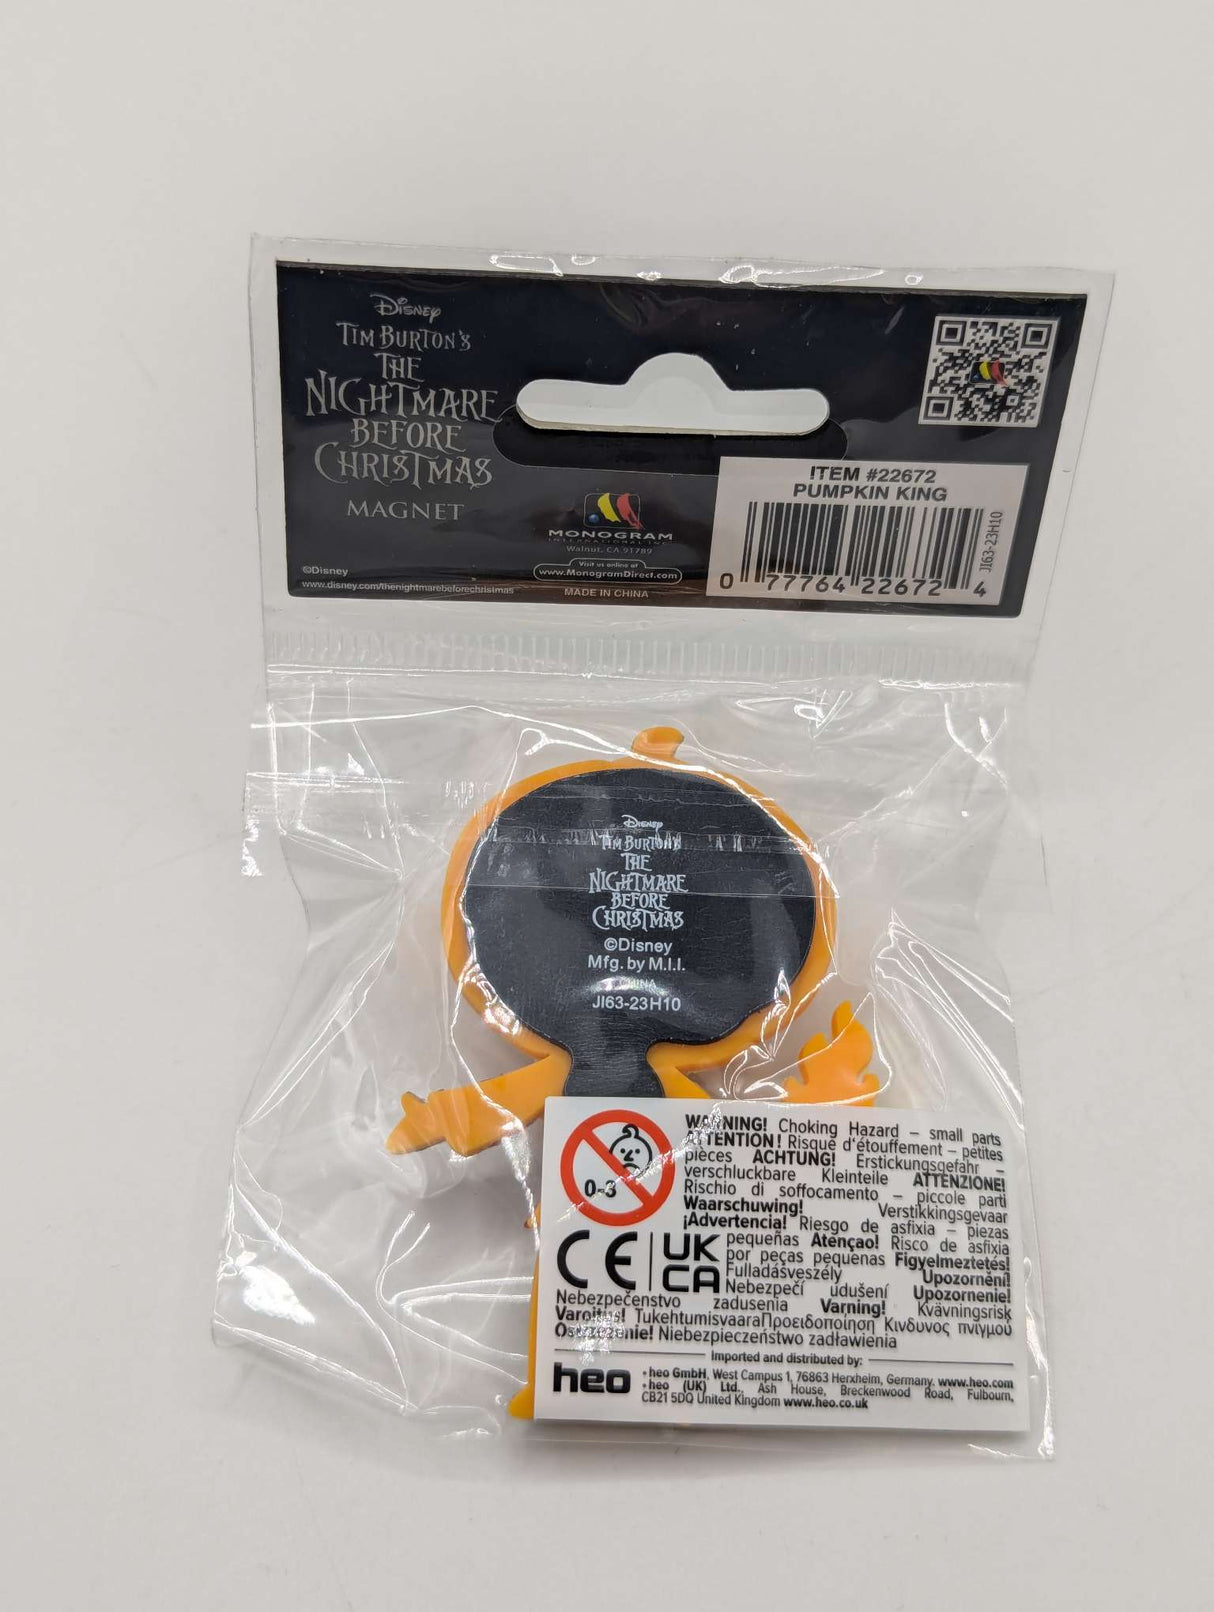 Disney
TIM BURTON'S
THE
NIGHTMARE
BEFORE
CHRISTMAS
MAGNET
©Disney
www.disney.com/thenightmarebeforechristmas
MONOGRAM
INTERNATIONAL INC.
Walnut, CA 91789
Visit us online at
www.MonogramDirect.com
MADE IN CHINA
ITEM #22672
PUMPKIN KING
JI63-23H10
0 77764 22672 4
Disney
TIM BURTON'S
THE
NIGHTMARE
BEFORE
CHRISTMAS
©Disney
Mfg. by M.I.I.
CHINA
JI63-23H10
0-3
CE
UK
CA
WARNING! Choking Hazard – small parts
ATTENTION! Risque d'étouffement – petites
pièces ACHTUNG! Erstickungsgefahr –
verschluckbare Kleinteile ATTENZIONE!
Rischio di soffocamento – piccole parti
Waarschuwing! Verstikkingsgevaar
¡Advertencia! Riesgo de asfixia – piezas
pequeñas Atençao! Risco de asfixia
por peças pequenas Figyelmeztetés!
Fulladásveszély Upozornění!
Nebezpečí udušení Upozornenie!
Nebezpečenstvo zadusenia Varning! Kvävningsrisk
Varoitus! TukehtumisvaaraΠροειδοποίηση Κινδυνος πνιγμού
Ostrzeżenie! Niebezpieczeństwo zadławienia
Imported and distributed by:
heo
• heo GmbH, West Campus 1, 76863 Herxheim, Germany. www.heo.com
• heo (UK) Ltd., Ash House, Breckenwood Road, Fulbourn,
CB21 5DQ United Kingdom www.heo.co.uk